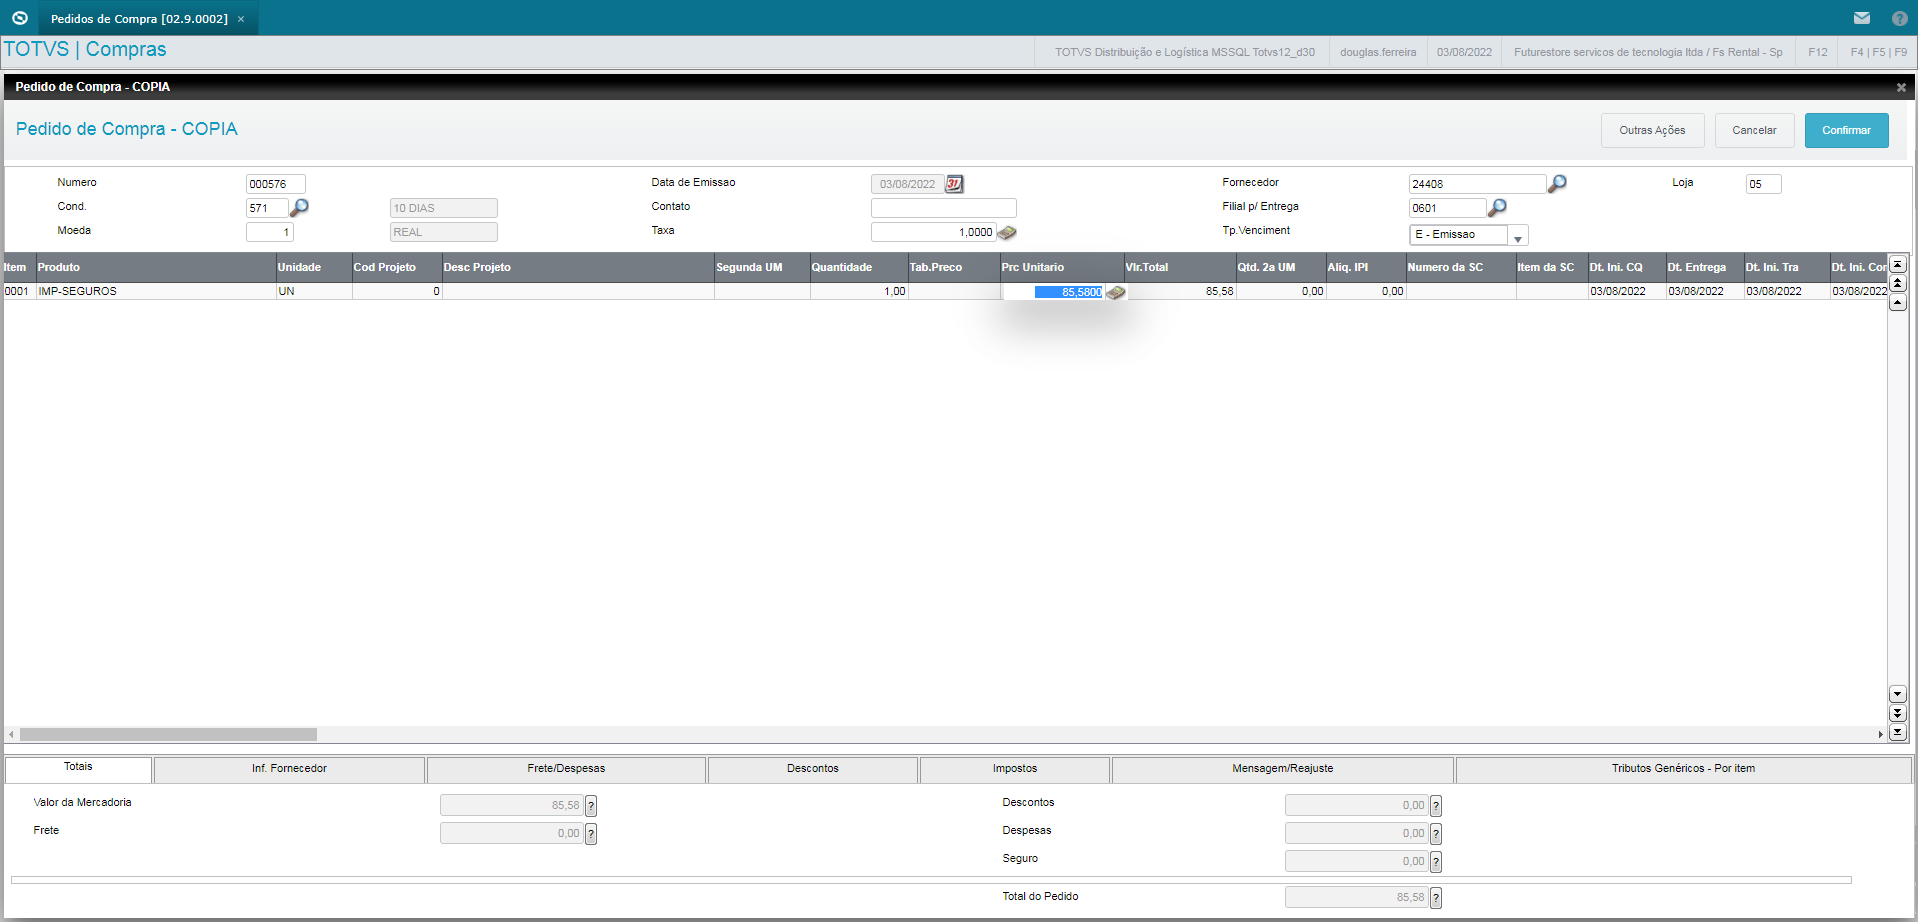 Pedidos de Compra [02.9.0002] ×
TOTVS | Compras
TOTVS Distribuição e Logística MSSQL Totvs12_d30 douglas.ferreira 03/08/2022 Futurestore servicos de tecnologia ltda / Fs Rental - Sp F12 F4 | F5 | F9
Pedido de Compra - COPIA
Pedido de Compra - COPIA
Outras Ações Cancelar Confirmar
Numero 000576 Data de Emissao 03/08/2022 Fornecedor 24408 Loja 05
Cond. 571 10 DIAS Contato Filial p/ Entrega 0601
Moeda 1 REAL Taxa 1,0000 Tp.Venciment E - Emissao
Item Produto Unidade Cod Projeto Desc Projeto Segunda UM Quantidade Tab.Preco Prc Unitario Vlr.Total Qtd. 2a UM Aliq. IPI Numero da SC Item da SC Dt. Ini. CQ Dt. Entrega Dt. Ini. Tra Dt. Ini. Cor
0001 IMP-SEGUROS UN 0 1,00 85,5800 85,58 0,00 0,00 03/08/2022 03/08/2022 03/08/2022 03/08/2022
Totais Inf. Fornecedor Frete/Despesas Descontos Impostos Mensagem/Reajuste Tributos Genéricos - Por item
Valor da Mercadoria 85,58 ? Descontos 0,00 ?
Frete 0,00 ? Despesas 0,00 ?
Seguro 0,00 ?
Total do Pedido 85,58 ?